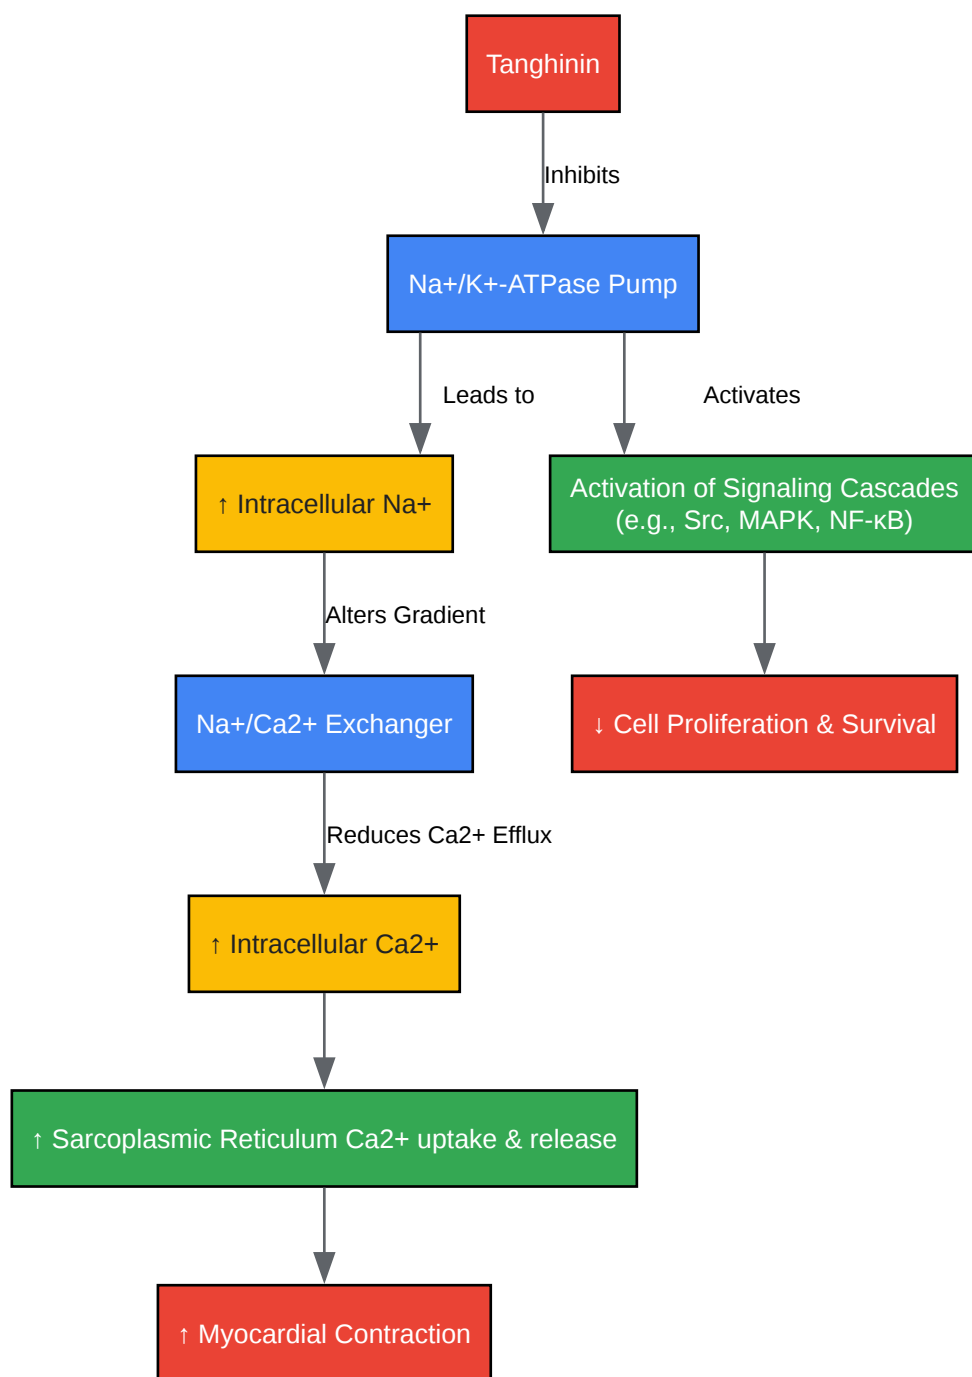 Tanghinin
Inhibits
Na+/K+-ATPase Pump
Leads to
Activates
↑ Intracellular Na+
Activation of Signaling Cascades
(e.g., Src, MAPK, NF-κB)
Alters Gradient
Na+/Ca2+ Exchanger
↓ Cell Proliferation & Survival
Reduces Ca2+ Efflux
↑ Intracellular Ca2+
↑ Sarcoplasmic Reticulum Ca2+ uptake & release
↑ Myocardial Contraction